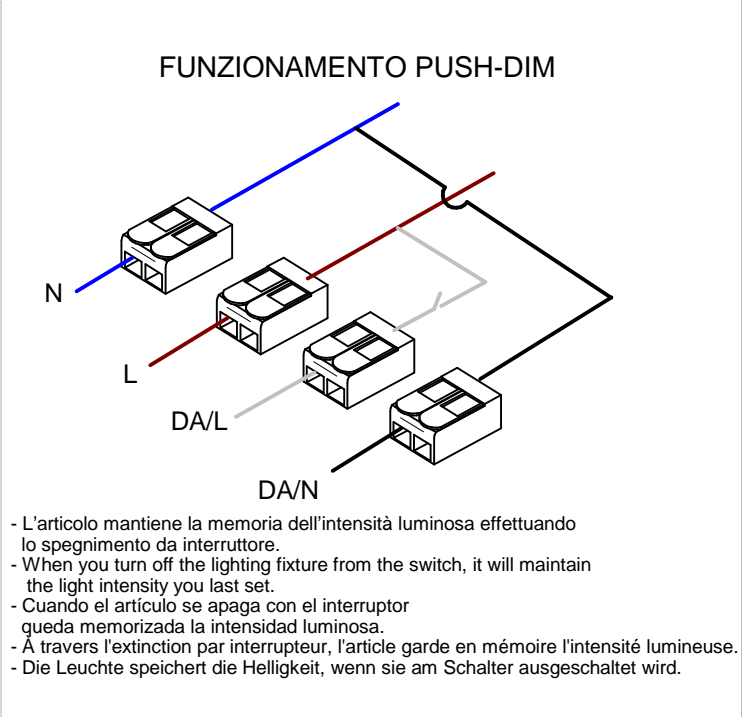 FUNZIONAMENTO PUSH-DIM
N
L
DA/L
DA/N
- L'articolo mantiene la memoria dell'intensità luminosa effettuando
lo spegnimento da interruttore.
- When you turn off the lighting fixture from the switch, it will maintain
the light intensity you last set.
- Cuando el artículo se apaga con el interruptor
queda memorizada la intensidad luminosa.
- À travers l'extinction par interrupteur, l'article garde en mémoire l'intensité lumineuse.
- Die Leuchte speichert die Helligkeit, wenn sie am Schalter ausgeschaltet wird.